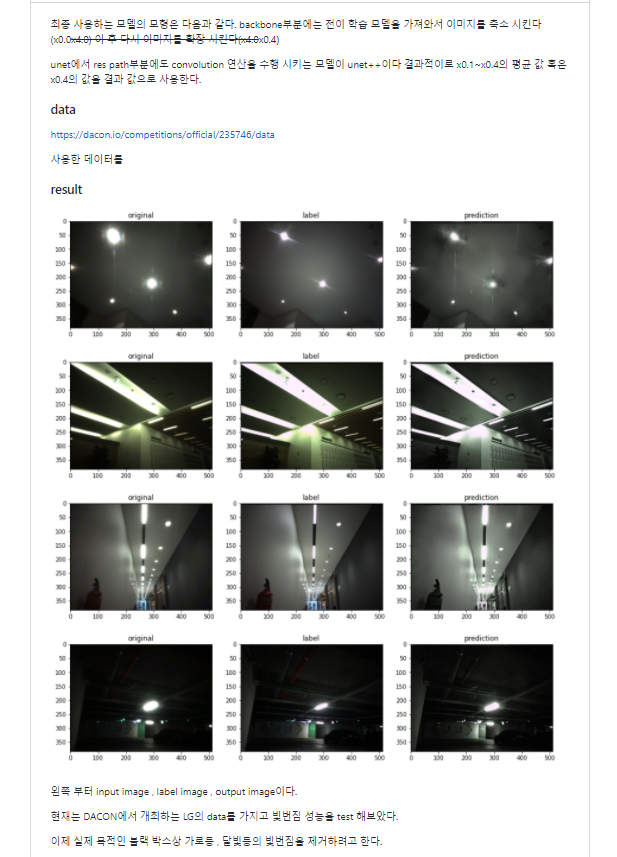 최종 사용하는 모델의 모형은 다음과 같다. backbone부분에는 전이 학습 모델을 가져와서 이미지를 축소 시킨다
(x0.0x4.0) 이 후 다시 이미지를 확장 시킨다(x4.0x0.4)
unet에서 res path부분에도 convolution 연산을 수행 시키는 모델이 unet++이다 결과적이로 x0.1~x0.4의 평균 값 혹은
x0.4의 값을 결과 값으로 사용한다.
data
https://dacon.io/competitions/official/235746/data
사용한 데이터를
result
original label prediction
0 0 0
50 50 50
100 100 100
150 150 150
200 200 200
250 250 250
300 300 300
350 350 350
0 100 200 300 400 500 0 100 200 300 400 500 0 100 200 300 400 500
original label prediction
0 0 0
50 50 50
100 100 100
150 150 150
200 200 200
250 250 250
300 300 300
350 350 350
0 100 200 300 400 500 0 100 200 300 400 500 0 100 200 300 400 500
original label prediction
0 0 0
50 50 50
100 100 100
150 150 150
200 200 200
250 250 250
300 300 300
350 350 350
0 100 200 300 400 500 0 100 200 300 400 500 0 100 200 300 400 500
original label prediction
0 0 0
50 50 50
100 100 100
150 150 150
200 200 200
250 250 250
300 300 300
350 350 350
0 100 200 300 400 500 0 100 200 300 400 500 0 100 200 300 400 500
왼쪽 부터 input image , label image , output image이다.
현재는 DACON에서 개최하는 LG의 data를 가지고 빛번짐 성능을 test 해보았다.
이제 실제 목적인 블랙 박스상 가로등 , 달빛등의 빛번짐을 제거하려고 한다.